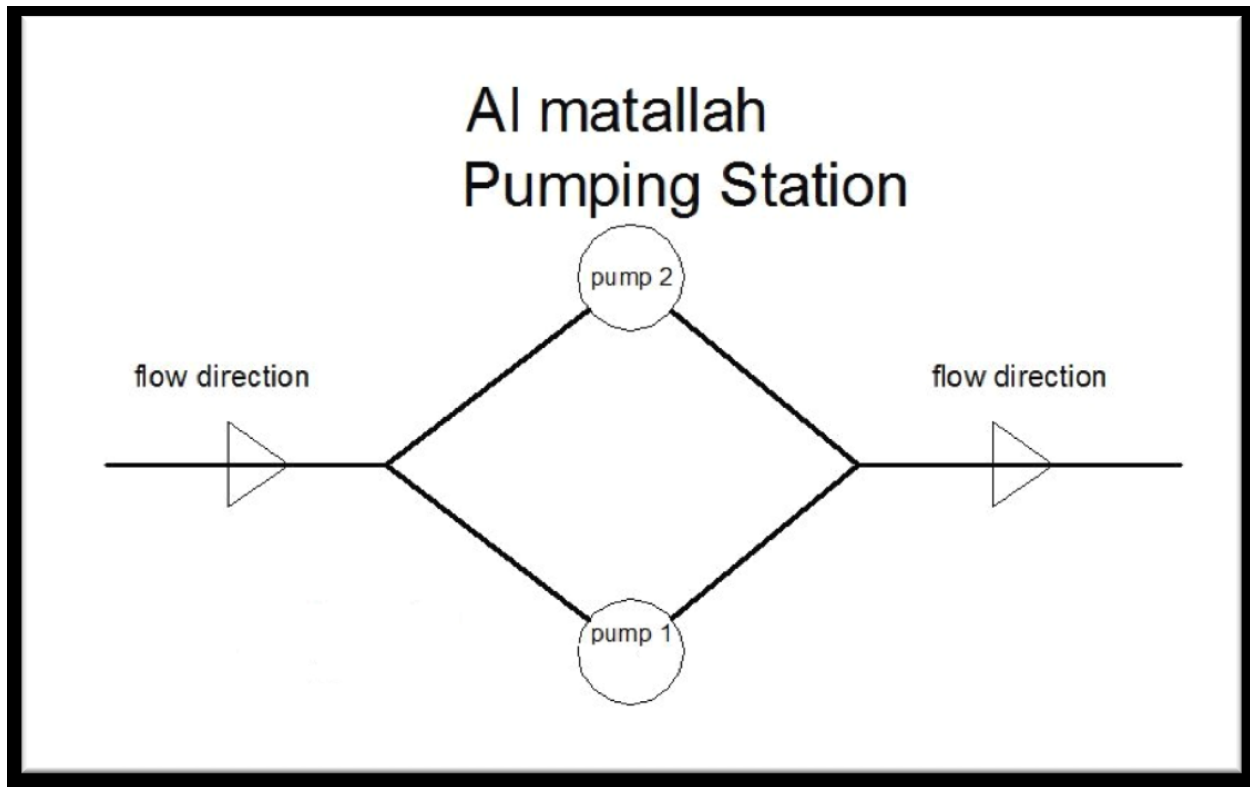 Al matallah
Pumping Station
pump 2
flow direction
flow direction
pump 1